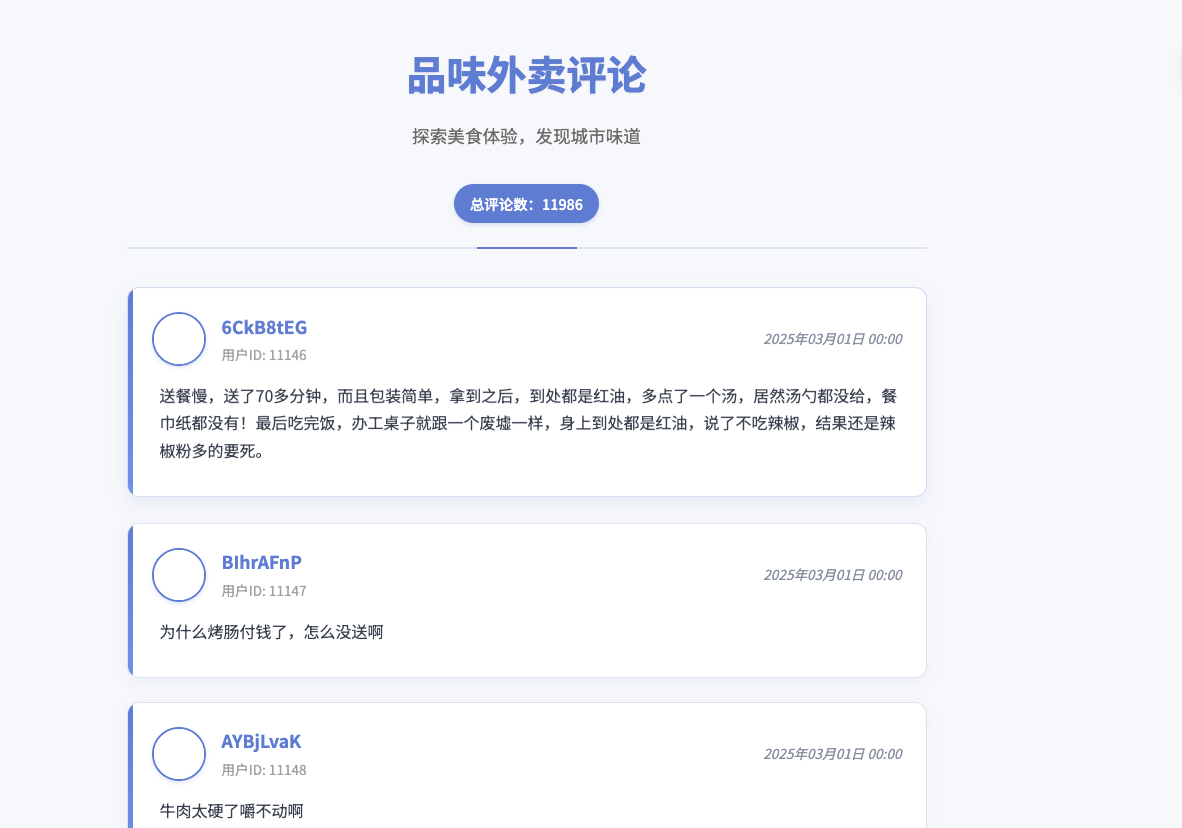 品味外卖评论
探索美食体验，发现城市味道
总评论数：11986
6CkB8tEG
用户ID: 11146
2025年03月01日 00:00
送餐慢，送了70多分钟，而且包装简单，拿到之后，到处都是红油，多点了一个汤，居然汤勺都没给，餐
巾纸都没有！最后吃完饭，办工桌子就跟一个废墟一样，身上到处都是红油，说了不吃辣椒，结果还是辣
椒粉多的要死。
BIhrAFnP
用户ID: 11147
2025年03月01日 00:00
为什么烤肠付钱了，怎么没送啊
AYBjLvaK
用户ID: 11148
2025年03月01日 00:00
牛肉太硬了嚼不动啊